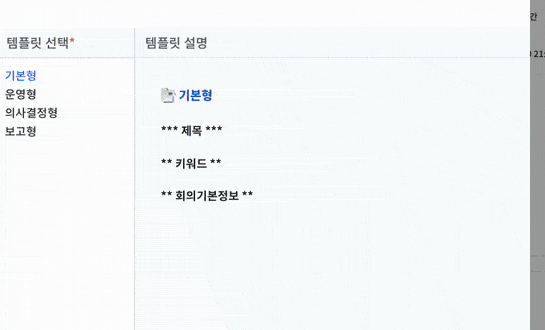 간
템플릿 선택*
템플릿 설명
21:
기본형
운영형
의사결정형
보고형
기본형
*** 제목 ***
** 키워드 **
** 회의기본정보 **